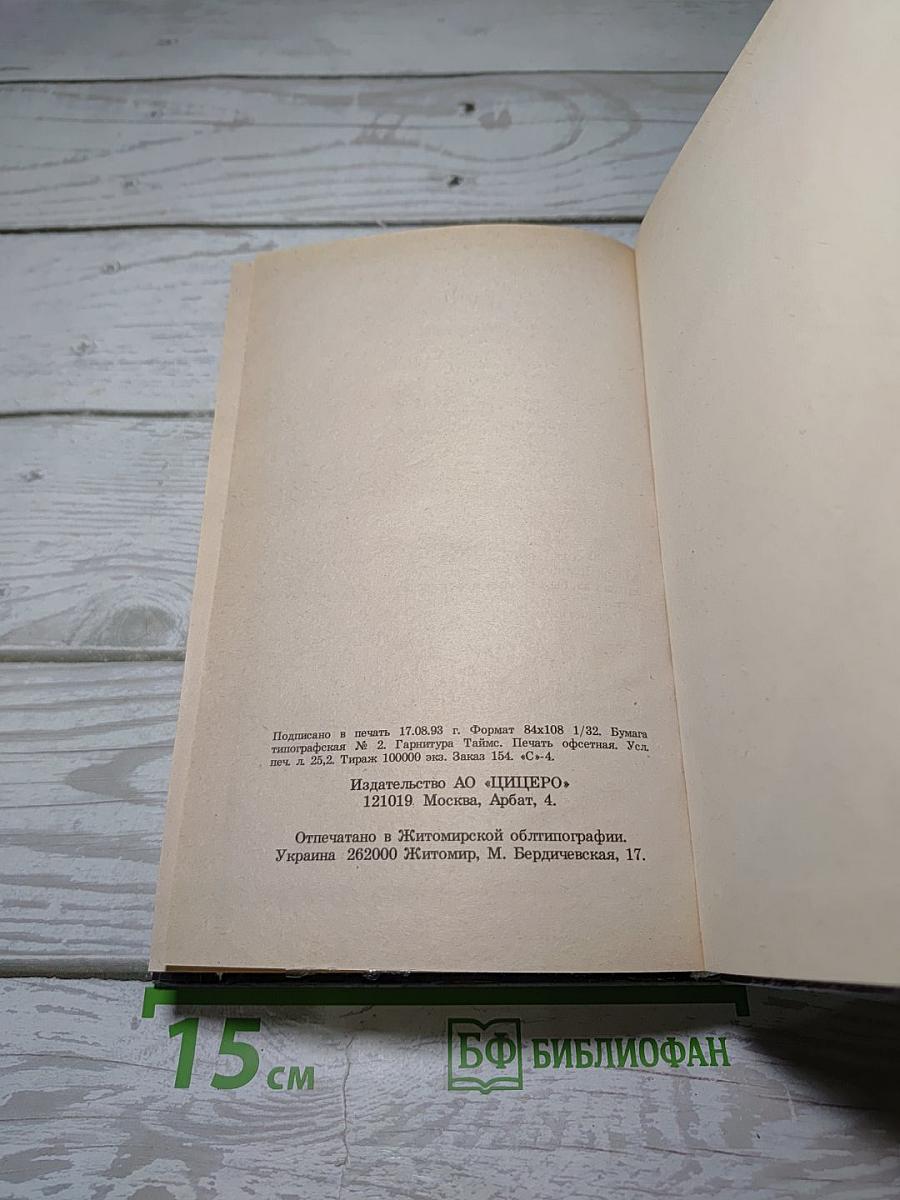 Подписано в печать 17.08.93 г. Формат 84x108 1/32. Бумага
типографская № 2. Гарнитура Таймс. Печать офсетная. Усл.
печ. л. 25,2. Тираж 100000 экз. Заказ 154. «С»-4.
Издательство АО «ЦИЦЕРО»
121019 Москва, Арбат, 4.
Отпечатано в Житомирской облтипографии.
Украина 262000 Житомир, М. Бердичевская, 17.
15 см
БФ БИБЛИОФАН